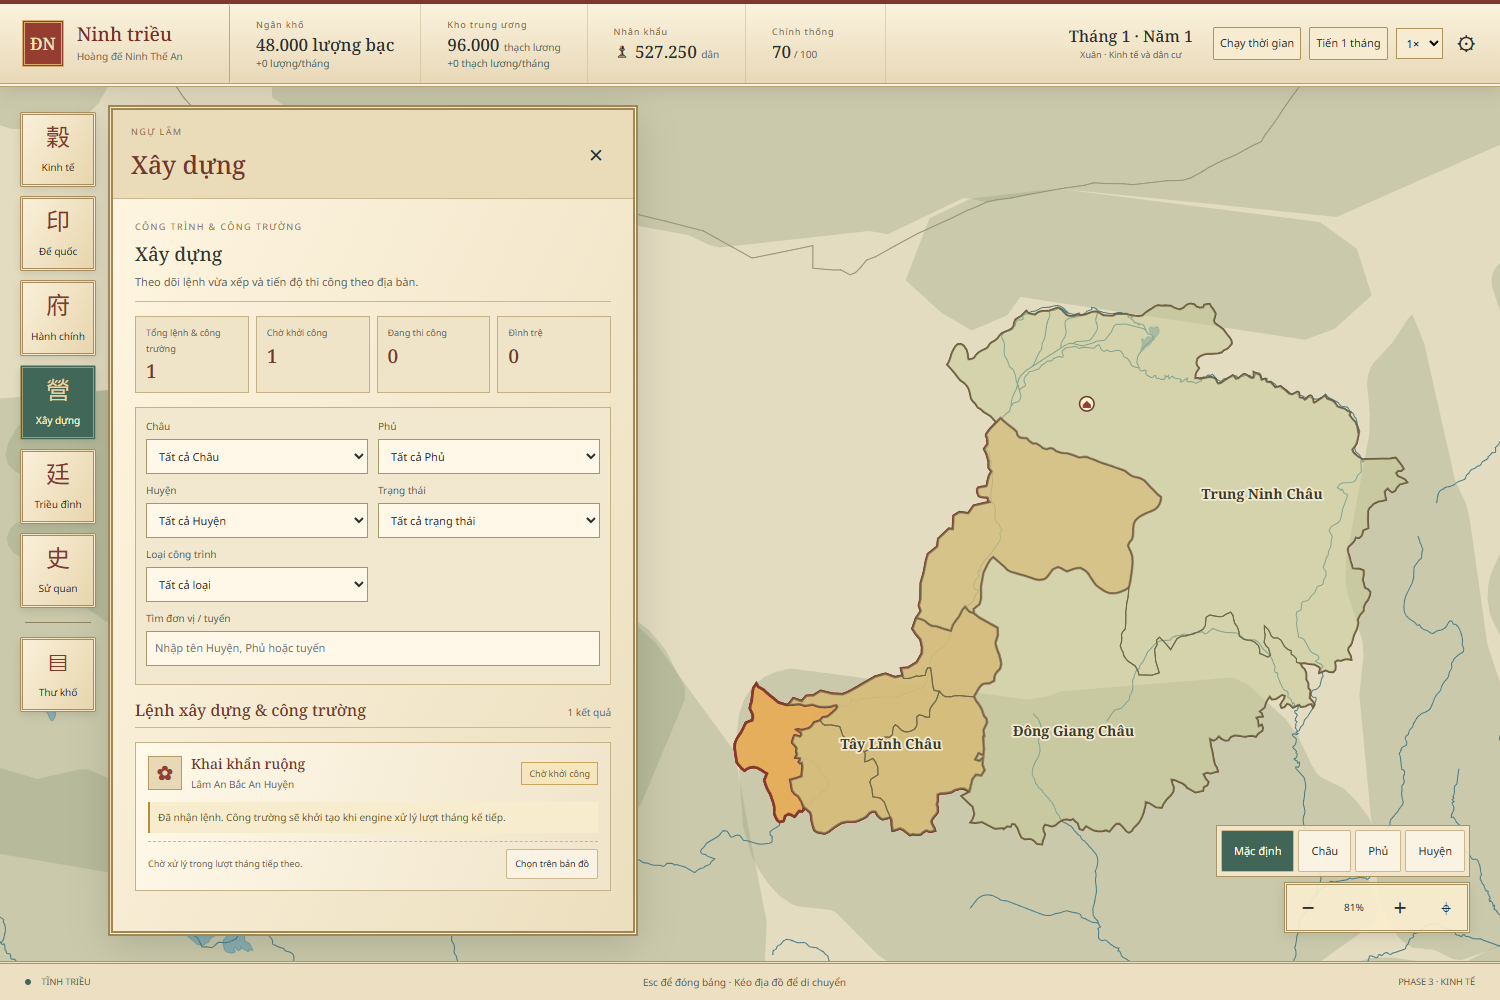 ĐN
Ninh triều
Hoàng đế Ninh Thế An
Ngân khố
48.000 lượng bạc
+0 lượng/tháng
Kho trung ương
96.000 thạch lương
+0 thạch lương/tháng
Nhân khẩu
527.250 dân
Chính thống
70 / 100
Tháng 1 · Năm 1
Xuân · Kinh tế và dân cư
Chạy thời gian
Tiến 1 tháng
1×
穀
Kinh tế
印
Đế quốc
府
Hành chính
營
Xây dựng
廷
Triều đình
史
Sử quan
Thư khố
NGỰ LÃM
Xây dựng
CÔNG TRÌNH & CÔNG TRƯỜNG
Xây dựng
Theo dõi lệnh vừa xếp và tiến độ thi công theo địa bàn.
Tổng lệnh & công trường
1
Chờ khởi công
1
Đang thi công
0
Đình trệ
0
Châu
Tất cả Châu
Phủ
Tất cả Phủ
Huyện
Tất cả Huyện
Trạng thái
Tất cả trạng thái
Loại công trình
Tất cả loại
Tìm đơn vị / tuyến
Nhập tên Huyện, Phủ hoặc tuyến
Lệnh xây dựng & công trường
1 kết quả
Khai khẩn ruộng
Lâm An Bắc An Huyện
Chờ khởi công
Đã nhận lệnh. Công trường sẽ khởi tạo khi engine xử lý lượt tháng kế tiếp.
Chờ xử lý trong lượt tháng tiếp theo.
Chọn trên bản đồ
Trung Ninh Châu
Tây Lĩnh Châu
Đông Giang Châu
Mặc định
Châu
Phủ
Huyện
− 81% +
TĨNH TRIỀU
Esc để đóng bảng · Kéo địa đồ để di chuyển
PHASE 3 · KINH TẾ